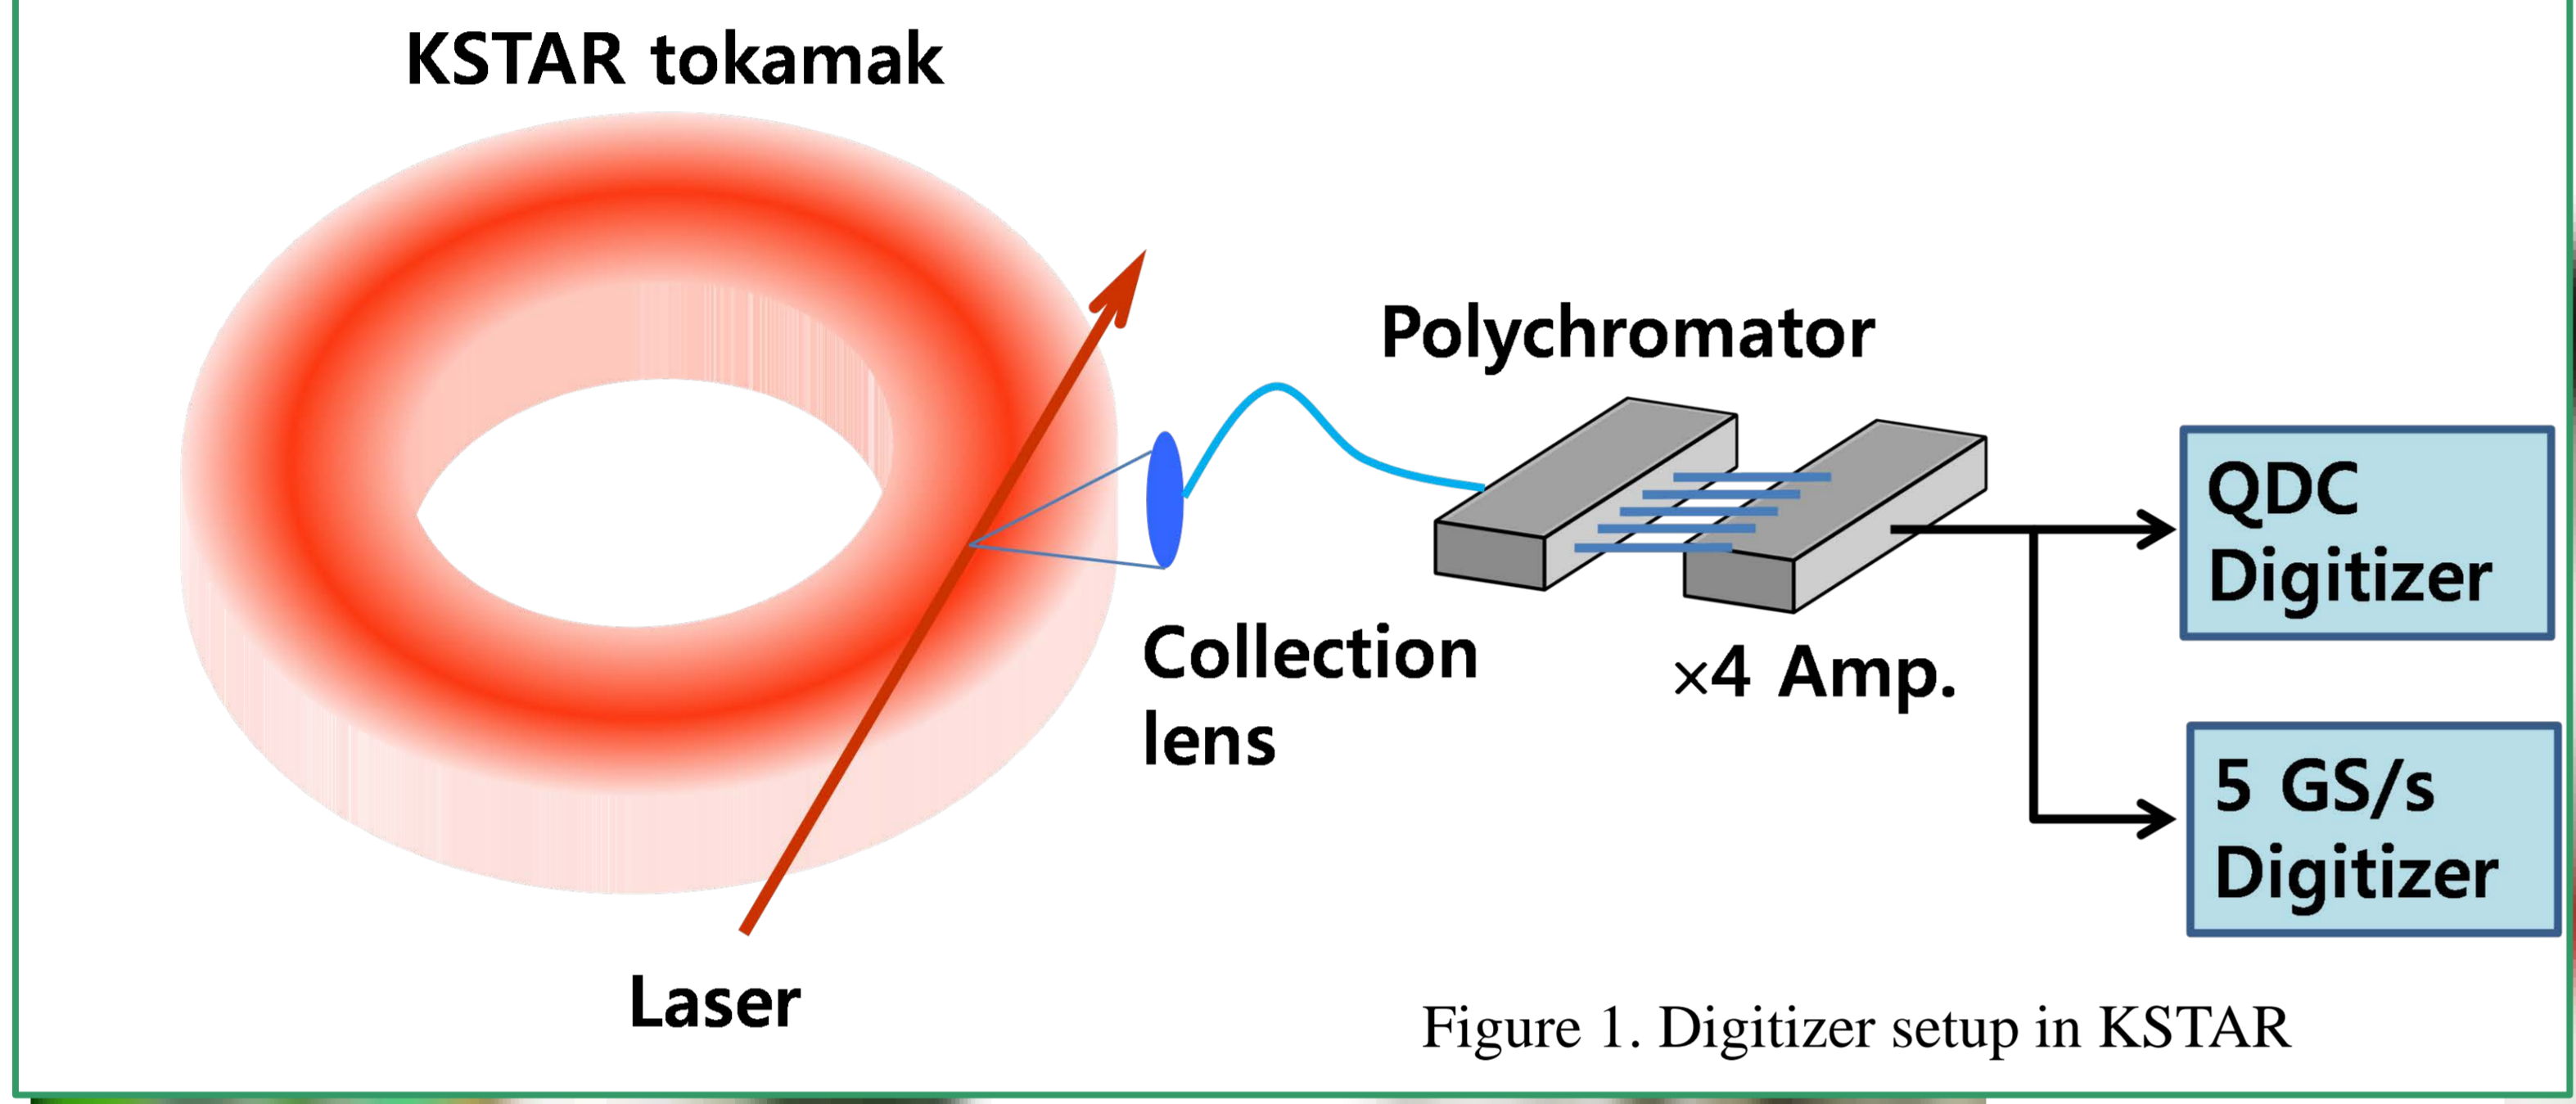 KSTAR tokamak
Polychromator
QDC
Digitizer
Collection
lens
×4 Amp.
5 GS/s
Digitizer
Laser
Figure 1. Digitizer setup in KSTAR